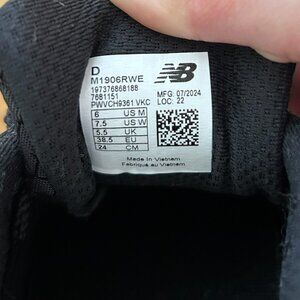 D
M1906RWE
197376868188
7681151
PWVCH9361 VKC
NB
MFG: 07/2024
LOC: 22
6 US M
7.5 US W
5.5 UK
38.5 EU
24 CM
Made in Vietnam
Fabriqué au Vietnam